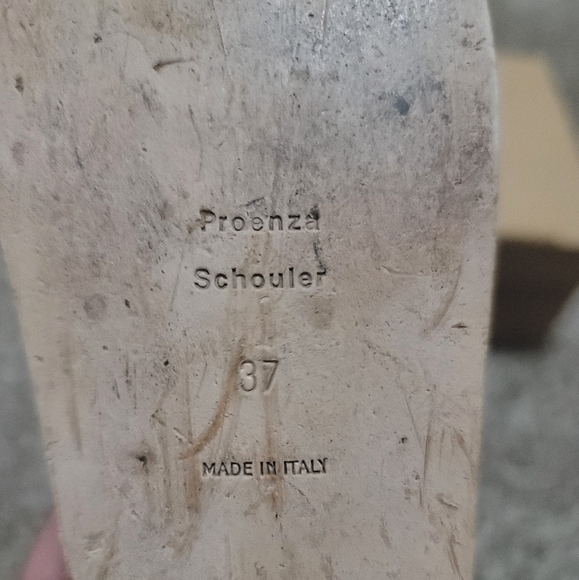 Proenza
Schouler
37
MADE IN ITALY